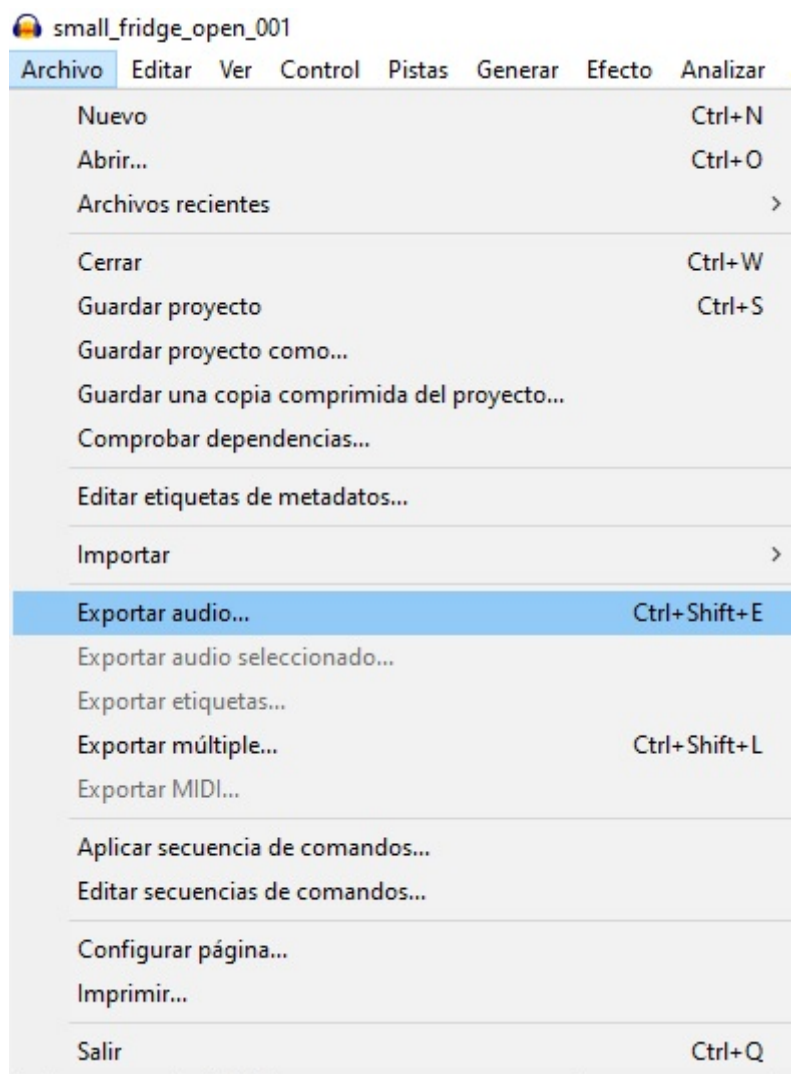 small_fridge_open_001
Archivo Editar Ver Control Pistas Generar Efecto Analizar
Nuevo Ctrl+N
Abrir... Ctrl+O
Archivos recientes
Cerrar Ctrl+W
Guardar proyecto Ctrl+S
Guardar proyecto como...
Guardar una copia comprimida del proyecto...
Comprobar dependencias...
Editar etiquetas de metadatos...
Importar
Exportar audio... Ctrl+Shift+E
Exportar audio seleccionado...
Exportar etiquetas...
Exportar múltiple... Ctrl+Shift+L
Exportar MIDI...
Aplicar secuencia de comandos...
Editar secuencias de comandos...
Configurar página...
Imprimir...
Salir Ctrl+Q